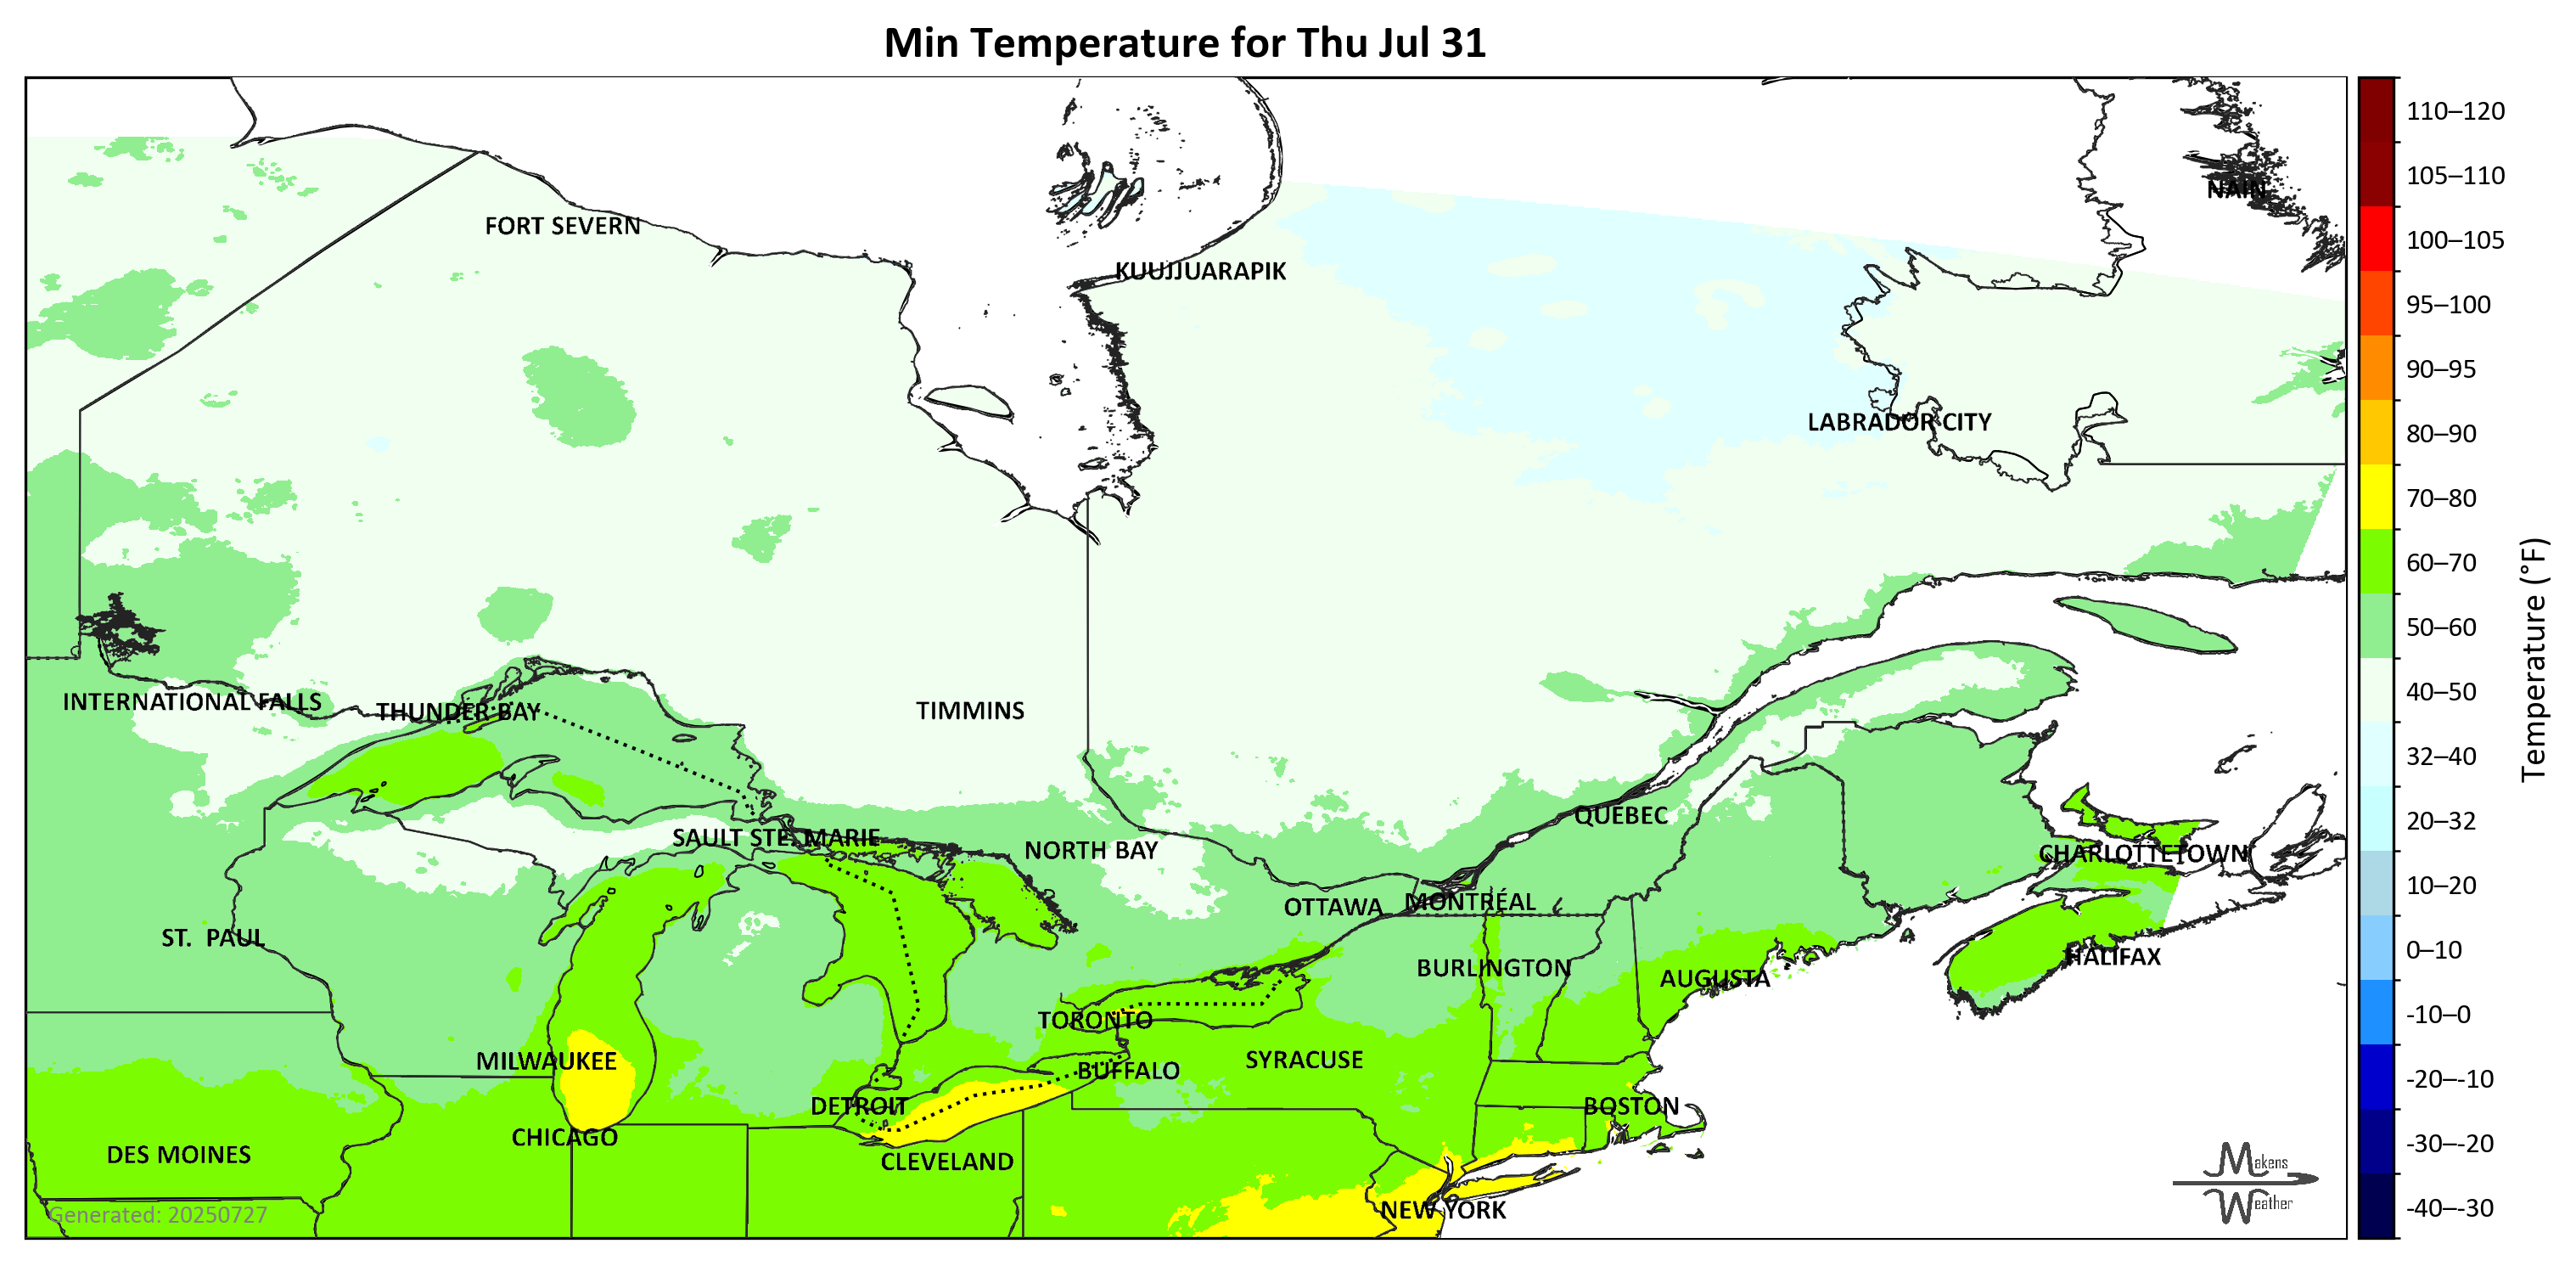 Min Temperature for Thu Jul 31
110–120
105–110
NAIN
FORT SEVERN
100–105
KUUJJUARAPIK
95–100
90–95
LABRADOR CITY
80–90
70–80
60–70
50–60
40–50
INTERNATIONAL FALLS
THUNDER BAY
TIMMINS
32–40
Temperature (°F)
QUEBEC
20–32
SAULT STE. MARIE
NORTH BAY
CHARLOTTETOWN
10–20
OTTAWA
MONTRÉAL
ST. PAUL
0–10
HALIFAX
BURLINGTON
AUGUSTA
-10–0
TORONTO
MILWAUKEE
SYRACUSE
BUFFALO
-20–-10
DETROIT
BOSTON
CHICAGO
-30–-20
DES MOINES
CLEVELAND
Makens
Weather
NEW YORK
-40–-30
Generated: 20250727